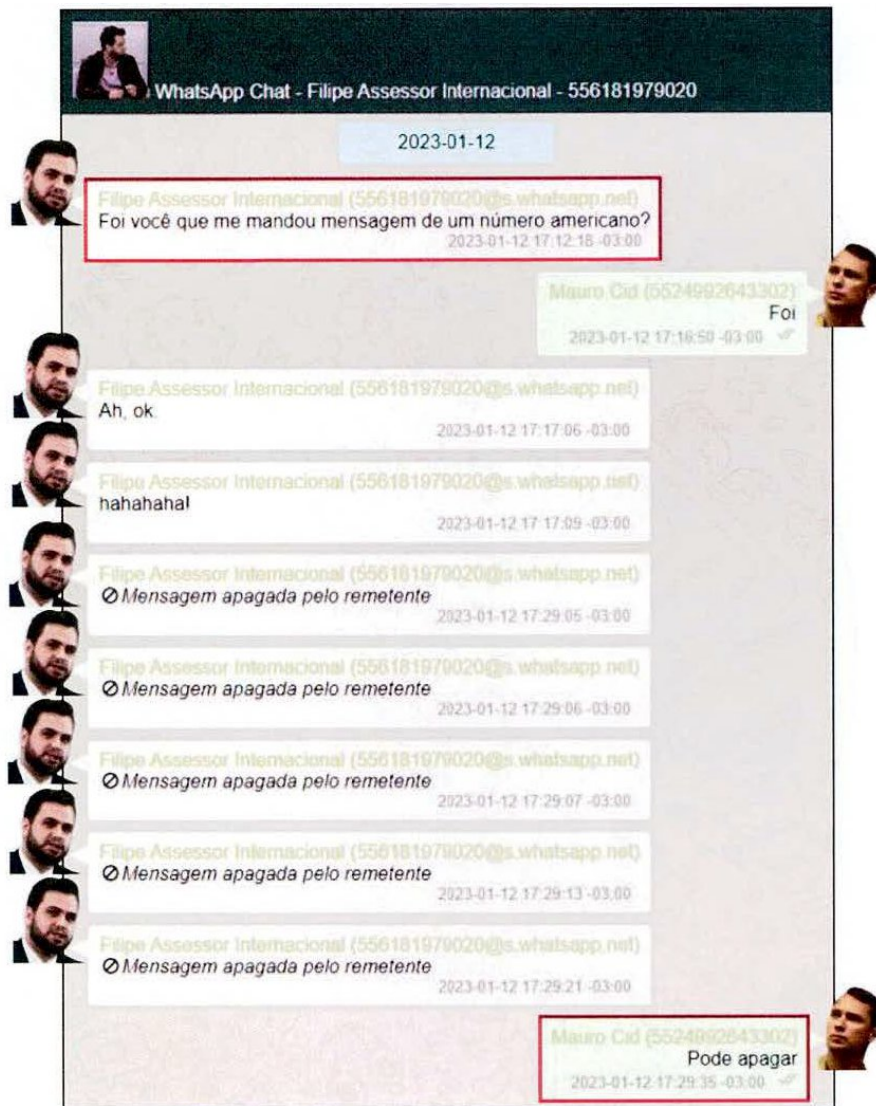 WhatsApp Chat - Filipe Assessor Internacional - 556181979020
2023-01-12
Filipe Assessor Internacional (556181979020@s.whatsapp.net)
Foi você que me mandou mensagem de um número americano?
2023-01-12 17:12:18 -03:00
Mauro Cid (5524992643302)
Foi
2023-01-12 17:16:50 -03:00
Filipe Assessor Internacional (556181979020@s.whatsapp.net)
Ah, ok.
2023-01-12 17:17:06 -03:00
Filipe Assessor Internacional (556181979020@s.whatsapp.net)
hahahaha!
2023-01-12 17:17:09 -03:00
Filipe Assessor Internacional (556181979020@s.whatsapp.net)
Mensagem apagada pelo remetente
2023-01-12 17:29:05 -03:00
Filipe Assessor Internacional (556181979020@s.whatsapp.net)
Mensagem apagada pelo remetente
2023-01-12 17:29:06 -03:00
Filipe Assessor Internacional (556181979020@s.whatsapp.net)
Mensagem apagada pelo remetente
2023-01-12 17:29:07 -03:00
Filipe Assessor Internacional (556181979020@s.whatsapp.net)
Mensagem apagada pelo remetente
2023-01-12 17:29:13 -03:00
Filipe Assessor Internacional (556181979020@s.whatsapp.net)
Mensagem apagada pelo remetente
2023-01-12 17:29:21 -03:00
Mauro Cid (5524992643302)
Pode apagar
2023-01-12 17:29:35 -03:00